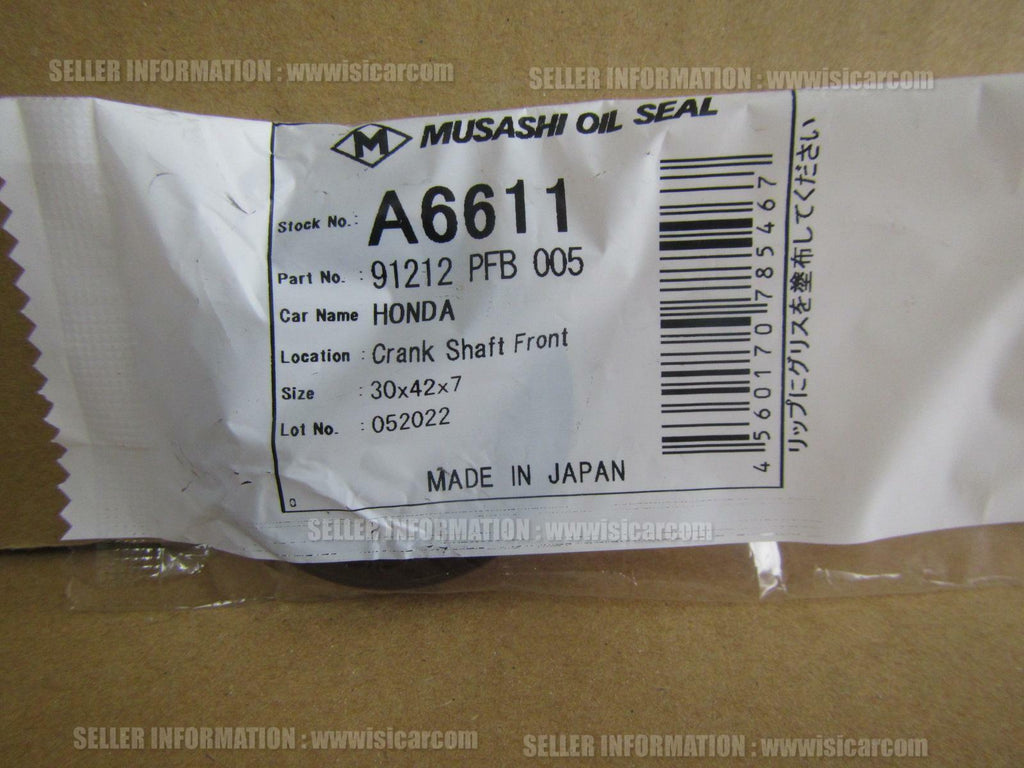 SELLER INFORMATION : wwwisicarcom
SELLER INFORMATION : wwwisicarcom
M MUSASHI OIL SEAL
Stock No. : A6611
Part No. : 91212 PFB 005
Car Name HONDA
Location : Crank Shaft Front
Size : 30x42x7
Lot No. : 052022
MADE IN JAPAN
0
4560170785467
リップにグリスを塗布してください
SELLER INFORMATION : wwwisicarcom
SELLER INFORMATION : wwwisicarcom
SELLER INFORMATION : wwwisicarcom